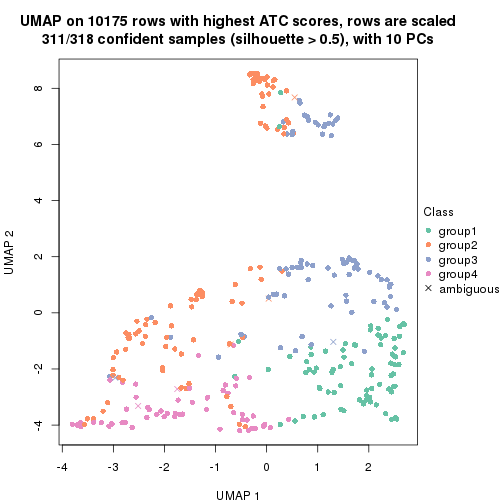 UMAP on 10175 rows with highest ATC scores, rows are scaled
311/318 confident samples (silhouette > 0.5), with 10 PCs
8
6
4
2
0
-2
-4
UMAP 2
-4
-3
-2
-1
0
1
2
UMAP 1
Class
group1
group2
group3
group4
ambiguous